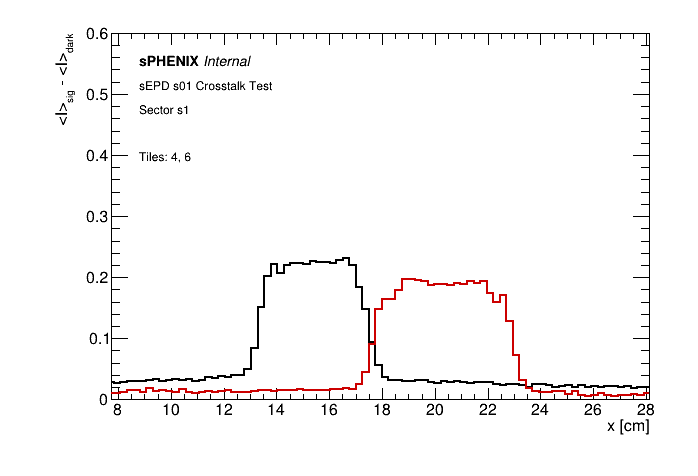 0.6
<I>sig - <I>dark
sPHENIX Internal
sEPD s01 Crosstalk Test
0.5
Sector s1
0.4
Tiles: 4, 6
0.3
0.2
0.1
0
8 10 12 14 16 18 20 22 24 26 28
x [cm]